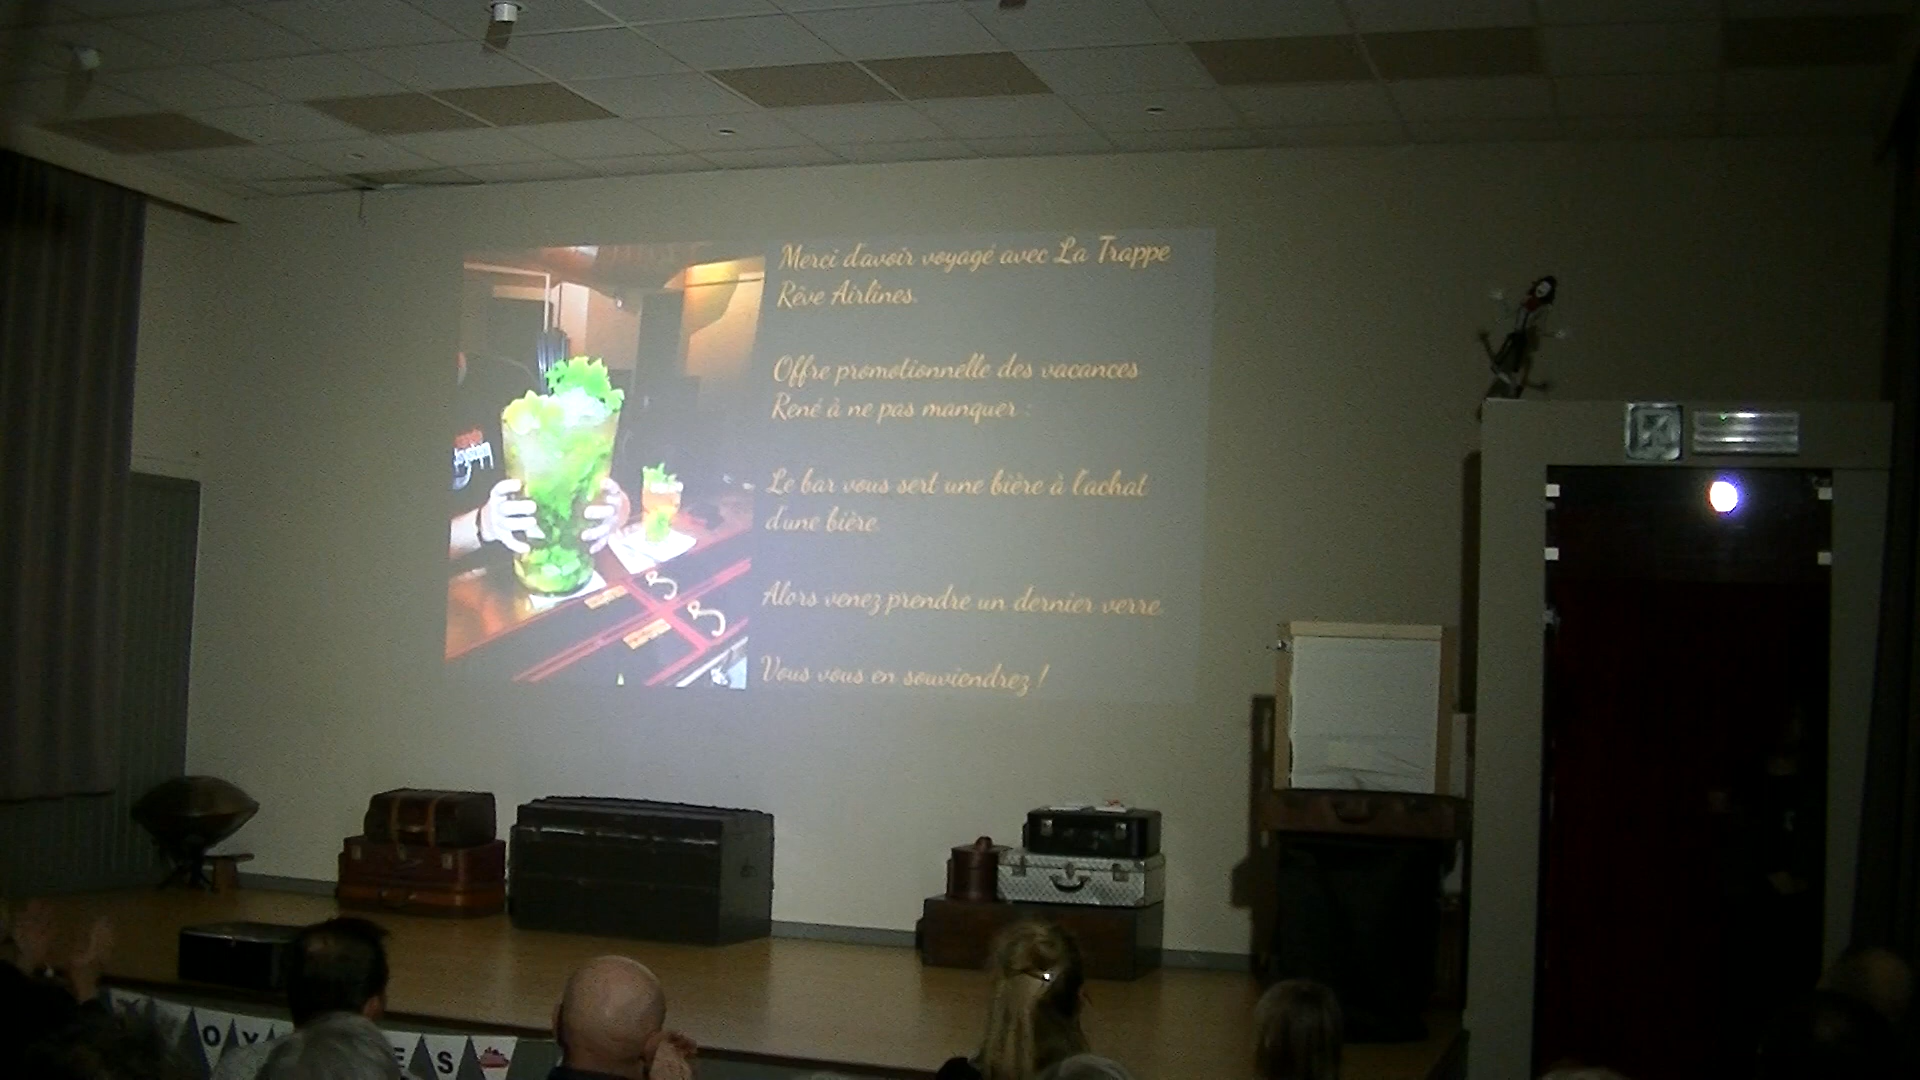 Merci d'avoir voyagé avec La Trappe
Rêve Airlines.
Offre promotionnelle des vacances
René à ne pas manquer :
Le bar vous sert une bière à l'achat
d'une bière.
Alors venez prendre un dernier verre
Vous vous en souviendrez !
O Y
E S